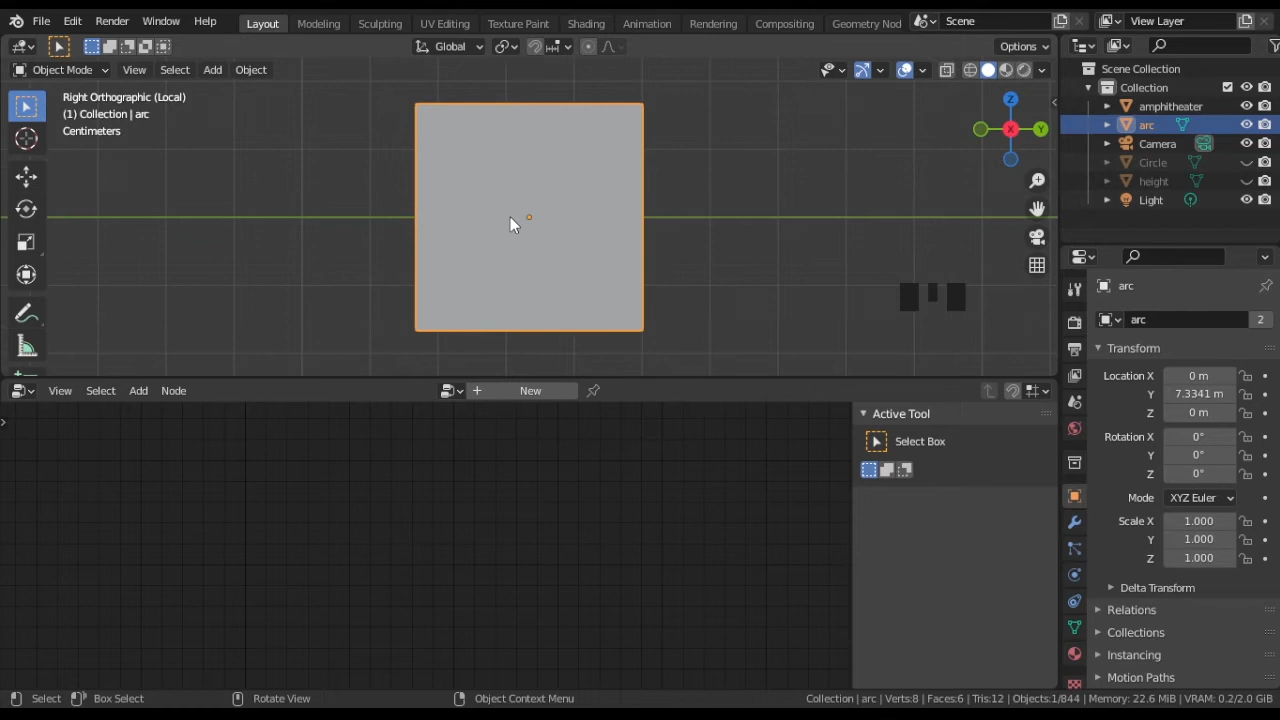 File Edit Render Window Help Layout Modeling Sculpting UV Editing Texture Paint Shading Animation Rendering Compositing Geometry Nod Scene View Layer
Global Options
Object Mode View Select Add Object
Right Orthographic (Local)
(1) Collection | arc
Centimeters
Z
X
Y
Scene Collection
Collection
amphitheater
arc
Camera
Circle
height
Light
arc
arc 2
Transform
Location X 0 m
Y 7.3341 m
Z 0 m
Rotation X 0°
Y 0°
Z 0°
Mode XYZ Euler
Scale X 1.000
Y 1.000
Z 1.000
Delta Transform
Relations
Collections
Instancing
Motion Paths
View Select Add Node New
Active Tool
Select Box
Select Box Select Rotate View Object Context Menu Collection | arc | Verts:8 | Faces:6 | Tris:12 | Objects:1/844 | Memory: 22.6 MiB | VRAM: 0.2/2.0 GiB